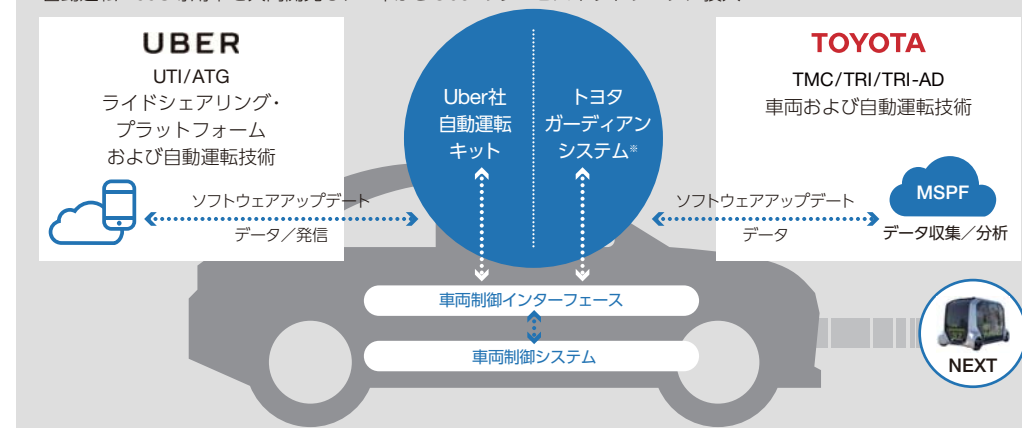 UBER
UTI/ATG
ライドシェアリング・
プラットフォーム
および自動運転技術
ソフトウェアアップデート
データ／発信
Uber社
自動運転
キット
トヨタ
ガーディアン
システム※
TOYOTA
TMC/TRI/TRI-AD
車両および自動運転技術
ソフトウェアアップデート
データ
MSPF
データ収集／分析
車両制御インターフェース
車両制御システム
NEXT